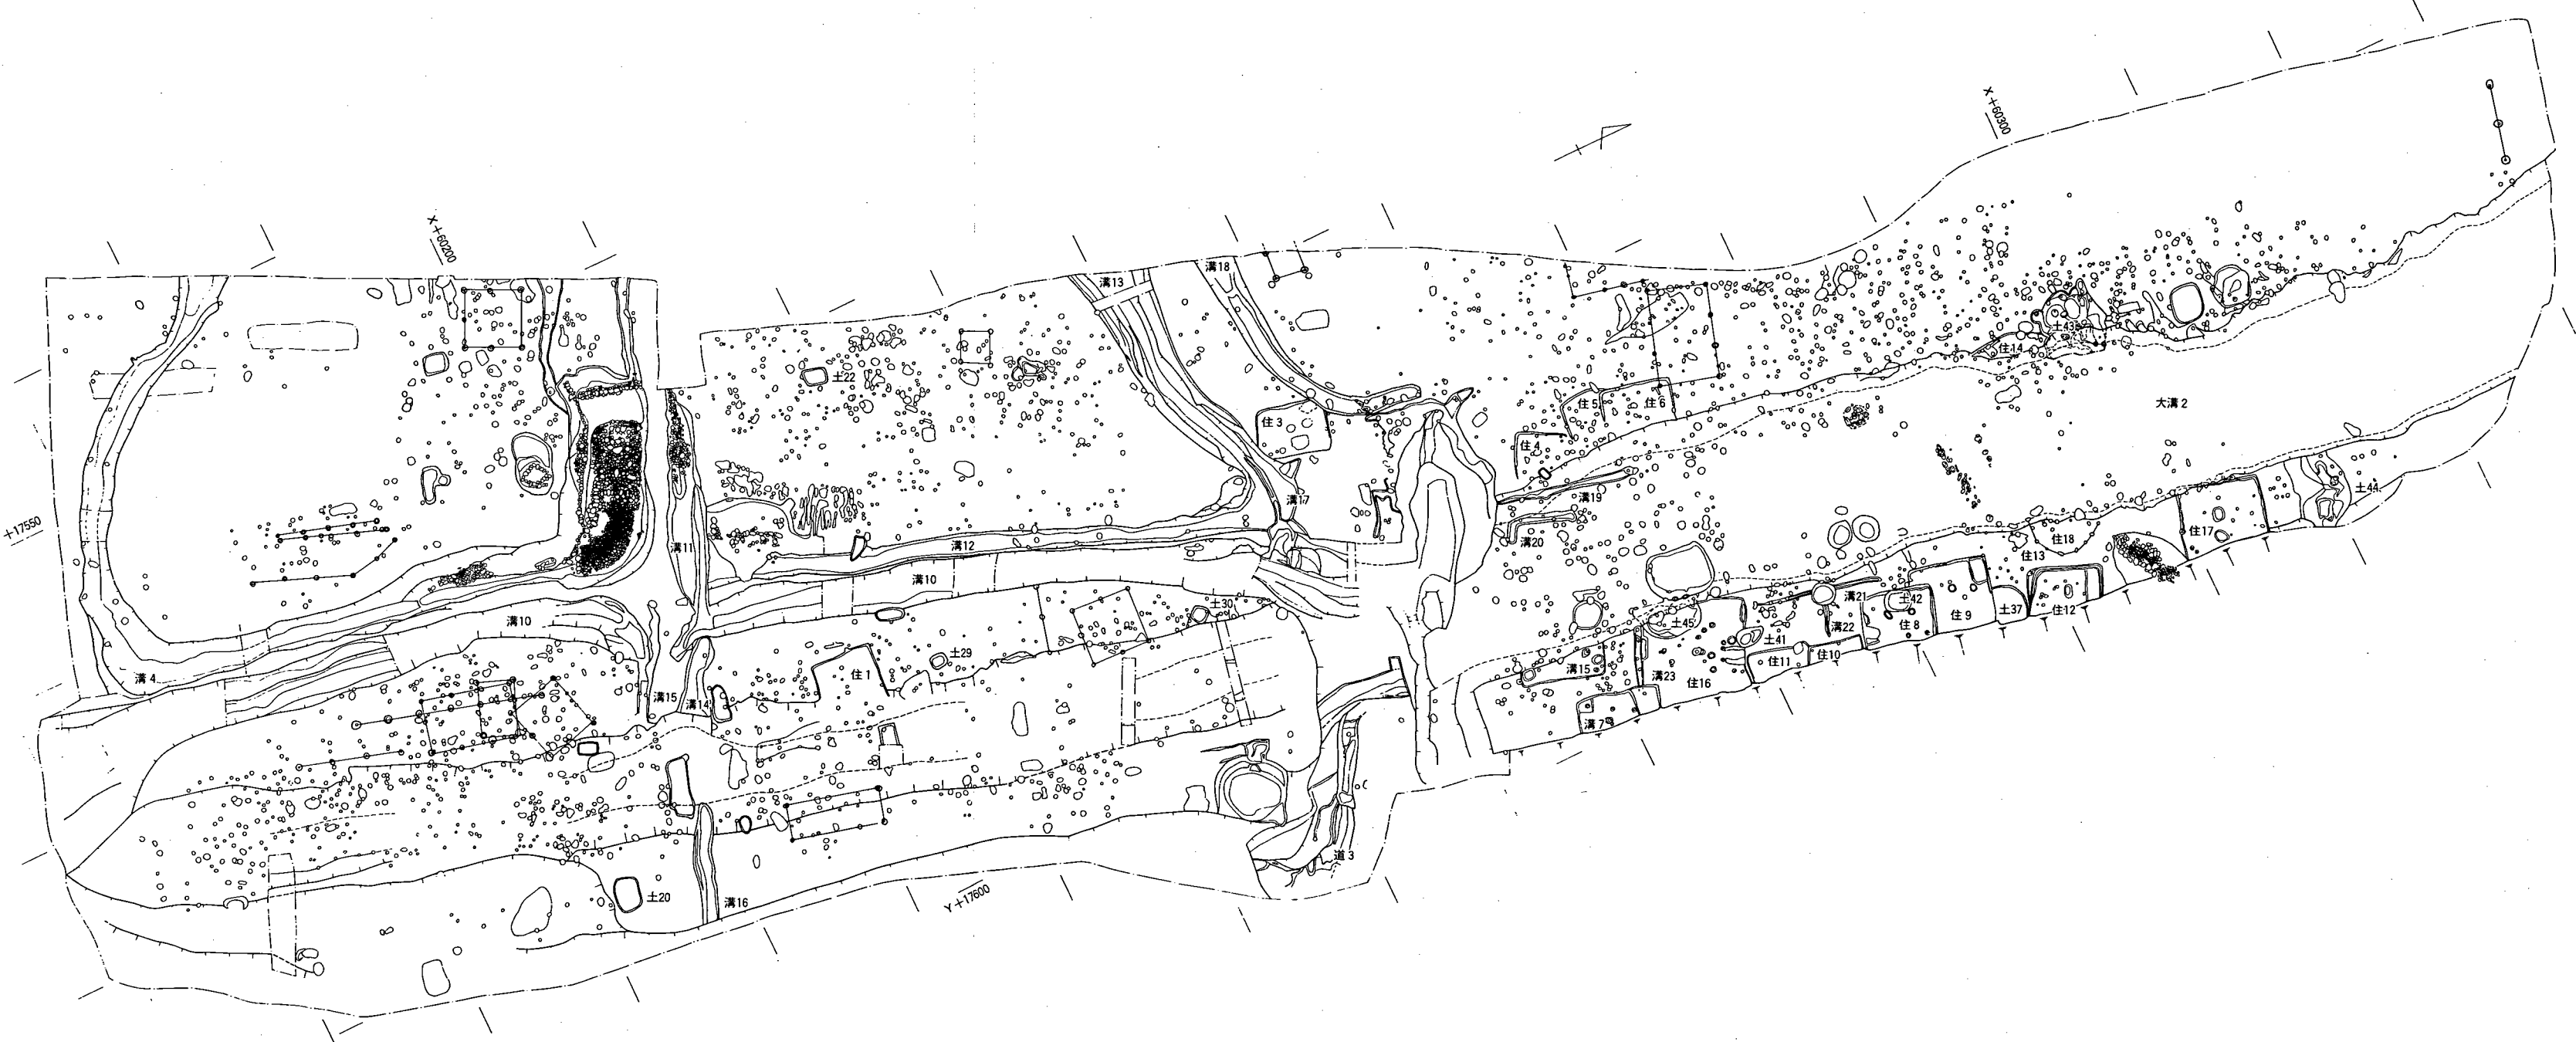 X+60300
X+60200
溝13
溝18
土43
住14
土22
住5
住6
大溝2
住3
住4
土44
溝17
溝19
+17550
住17
溝11
溝12
溝20
住18
住13
溝10
溝21
土42
土30
土37
住12
住9
溝10
土45
住8
溝22
土41
土29
住11
住10
溝4
住1
溝15
溝23
住16
溝15
溝14
溝7
道3
土20
溝16
Y+17600